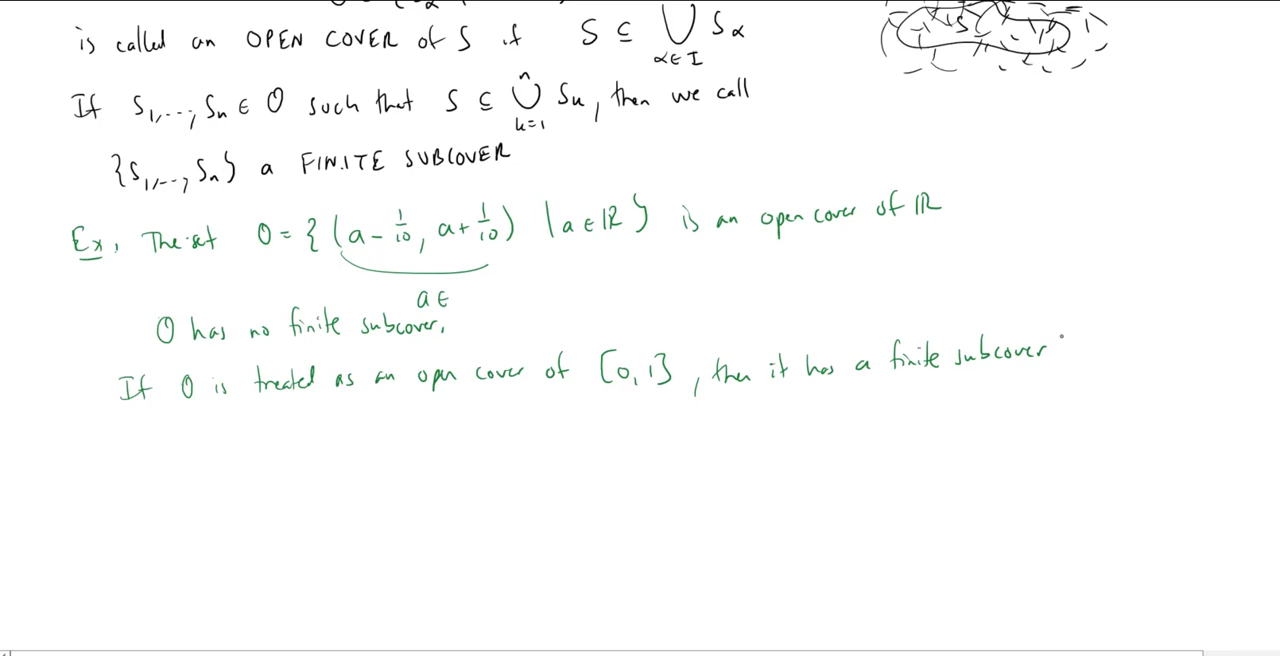 is called an OPEN COVER of S if S ⊆ ⋃_{α∈I} S_α
If S_1,...,S_n ∈ O such that S ⊆ ⋃_{k=1}^{n} S_k, then we call
{S_1,...,S_n} a FINITE SUBCOVER
Ex, The set O = { (a - 1/10, a + 1/10) | a ∈ ℝ } is an open cover of ℝ
a ∈
O has no finite subcover.
If O is treated as an open cover of [0,1], then it has a finite subcover